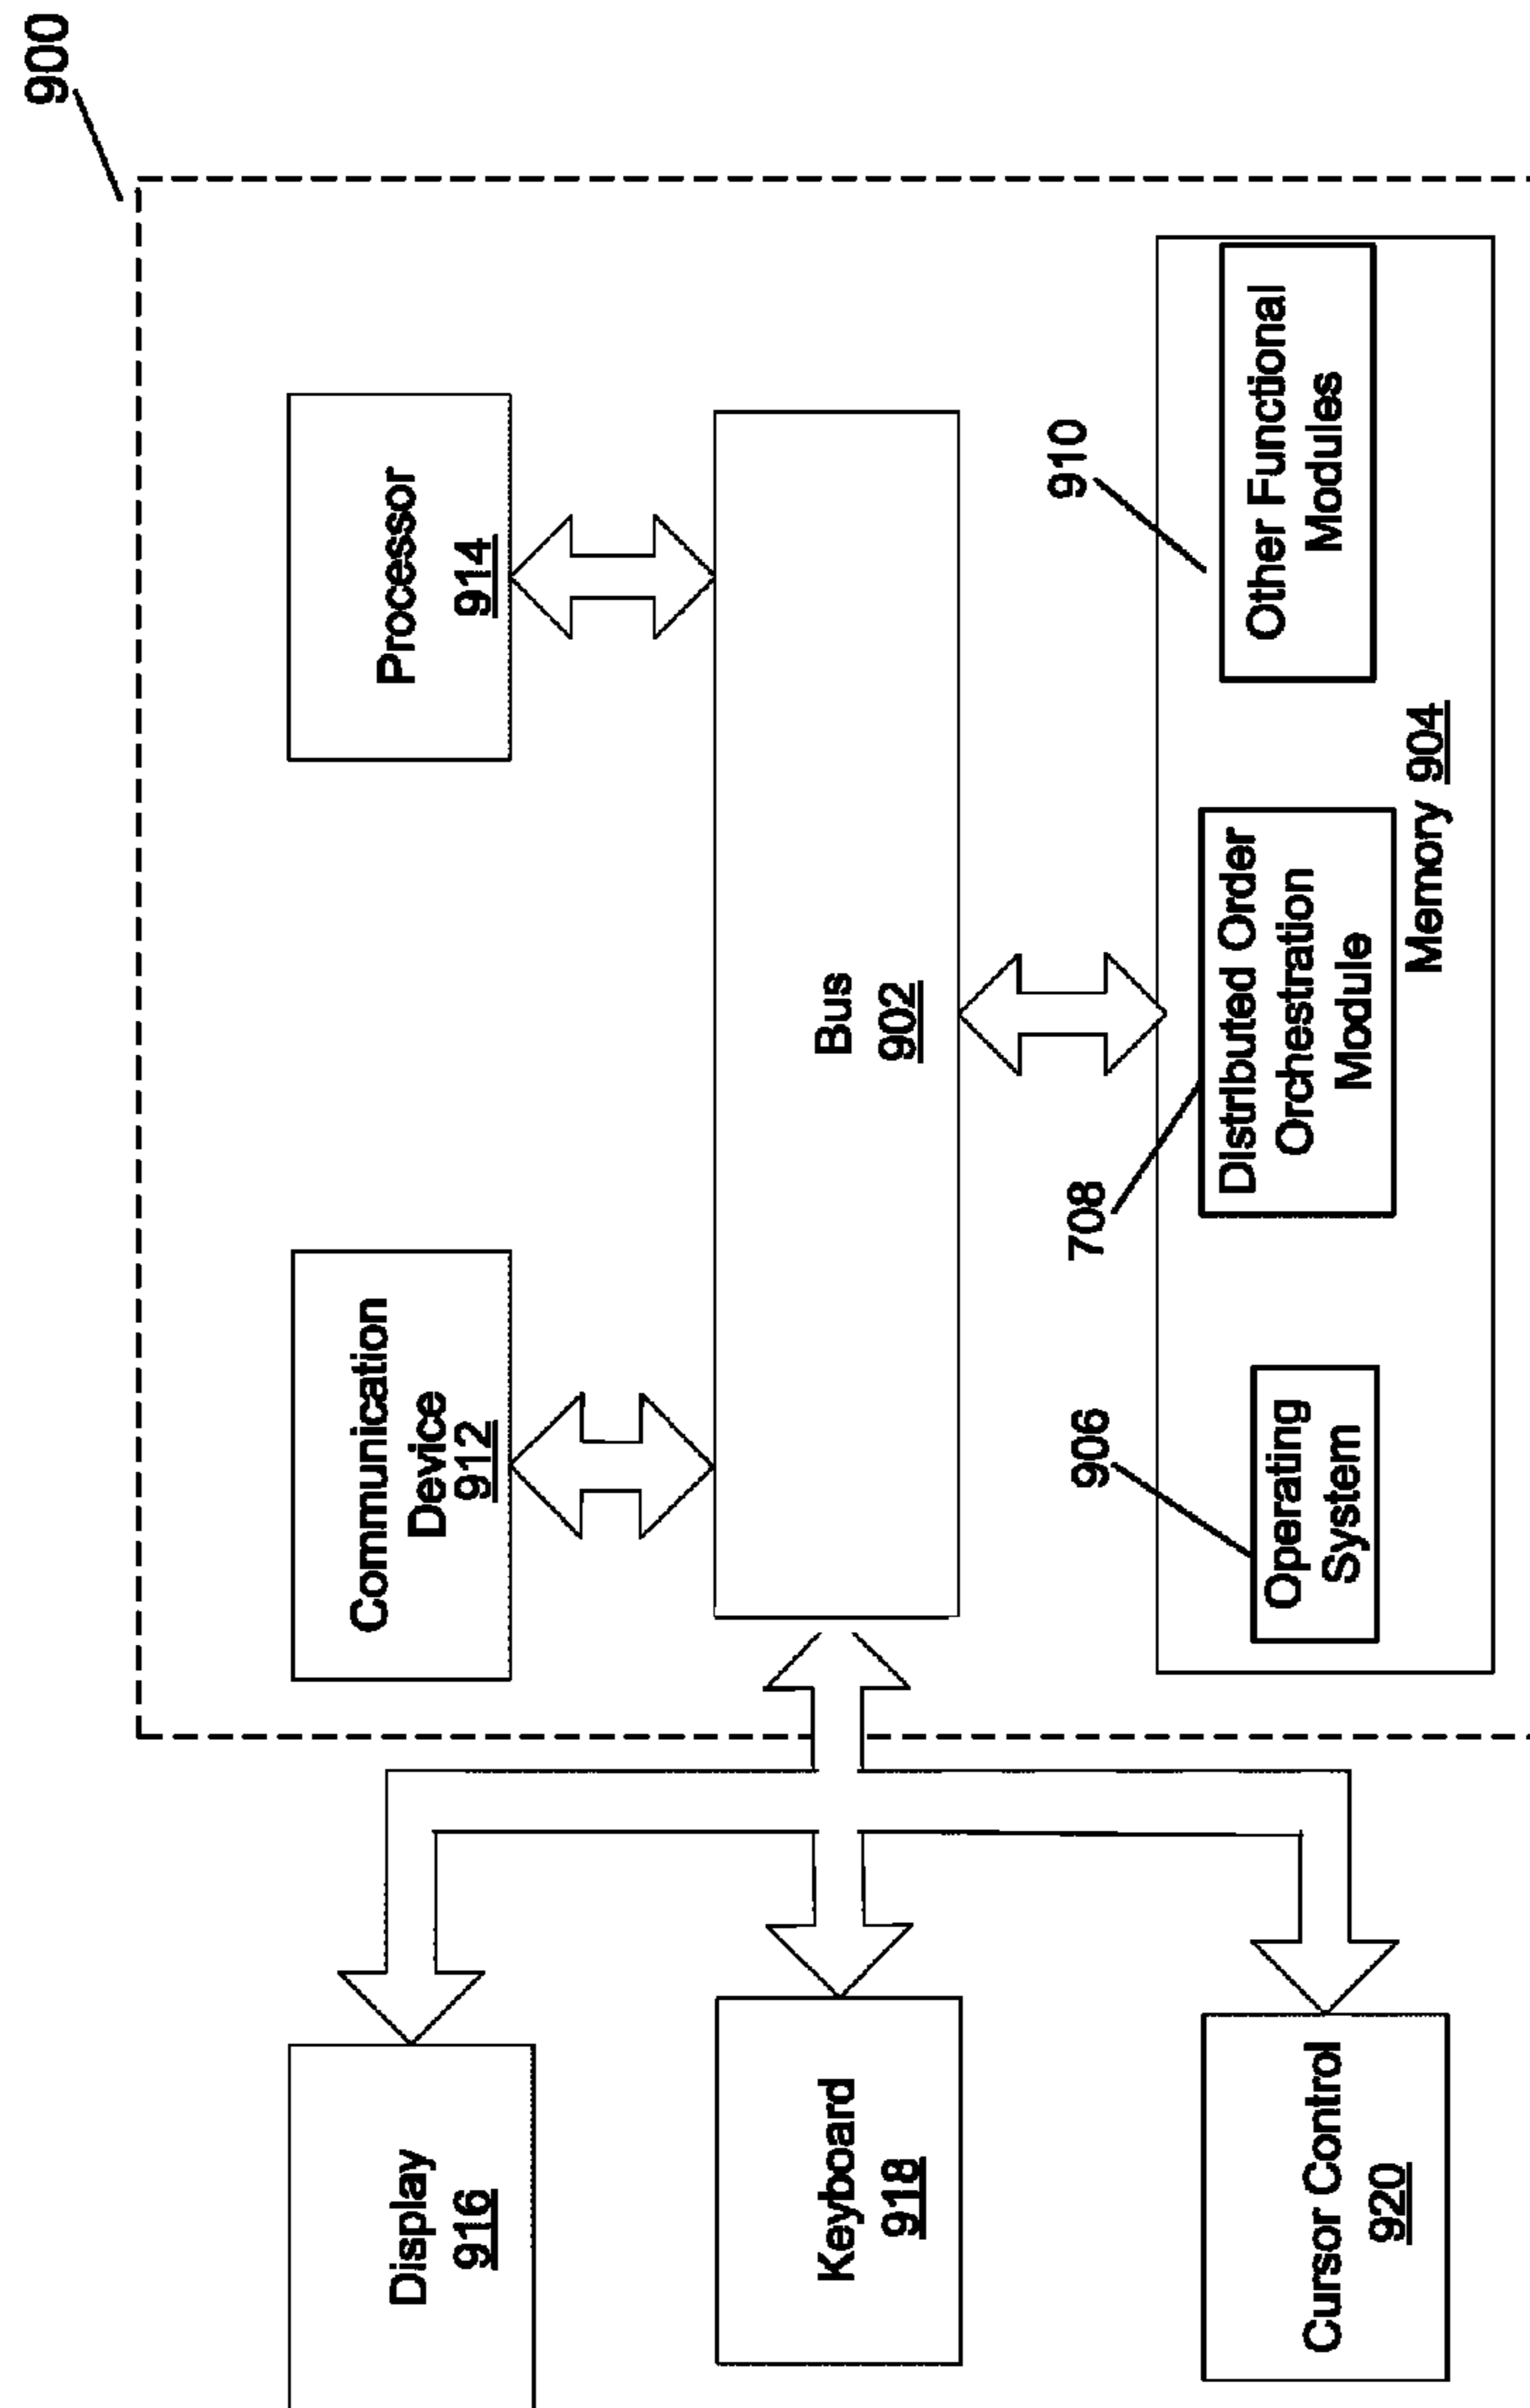 900
Communication
Device
912
Processor
914
Display
916
Bus
902
Keyboard
918
906
708
910
Operating
System
Distributed Order
Orchestration
Module
Other Functional
Modules
Memory 904
Cursor Control
920